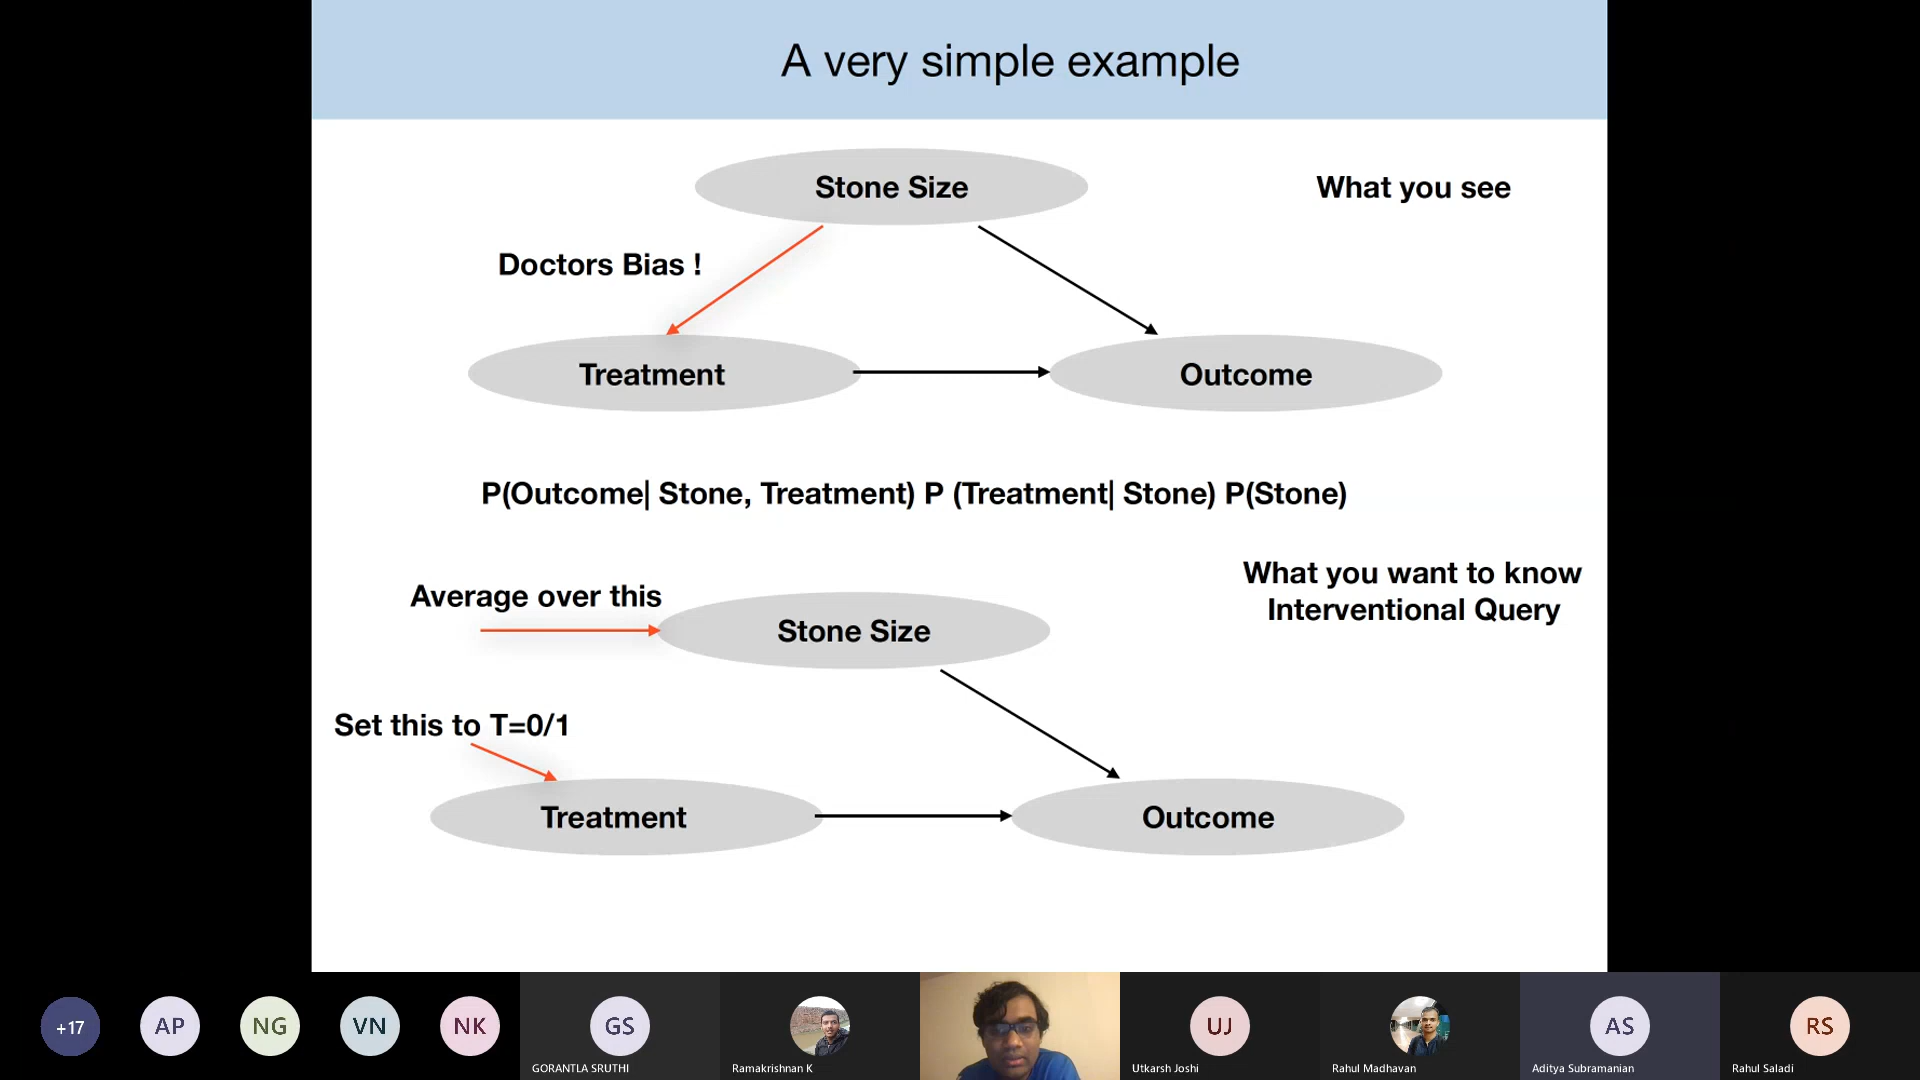 A very simple example
Stone Size
What you see
Doctors Bias !
Treatment
Outcome
P(Outcome| Stone, Treatment) P (Treatment| Stone) P(Stone)
What you want to know
Interventional Query
Average over this
Stone Size
Set this to T=0/1
Treatment
Outcome
+17
AP
NG
VN
NK
GS
UJ
AS
RS
GORANTLA SRUTHI
Ramakrishnan K
Utkarsh Joshi
Rahul Madhavan
Aditya Subramanian
Rahul Saladi